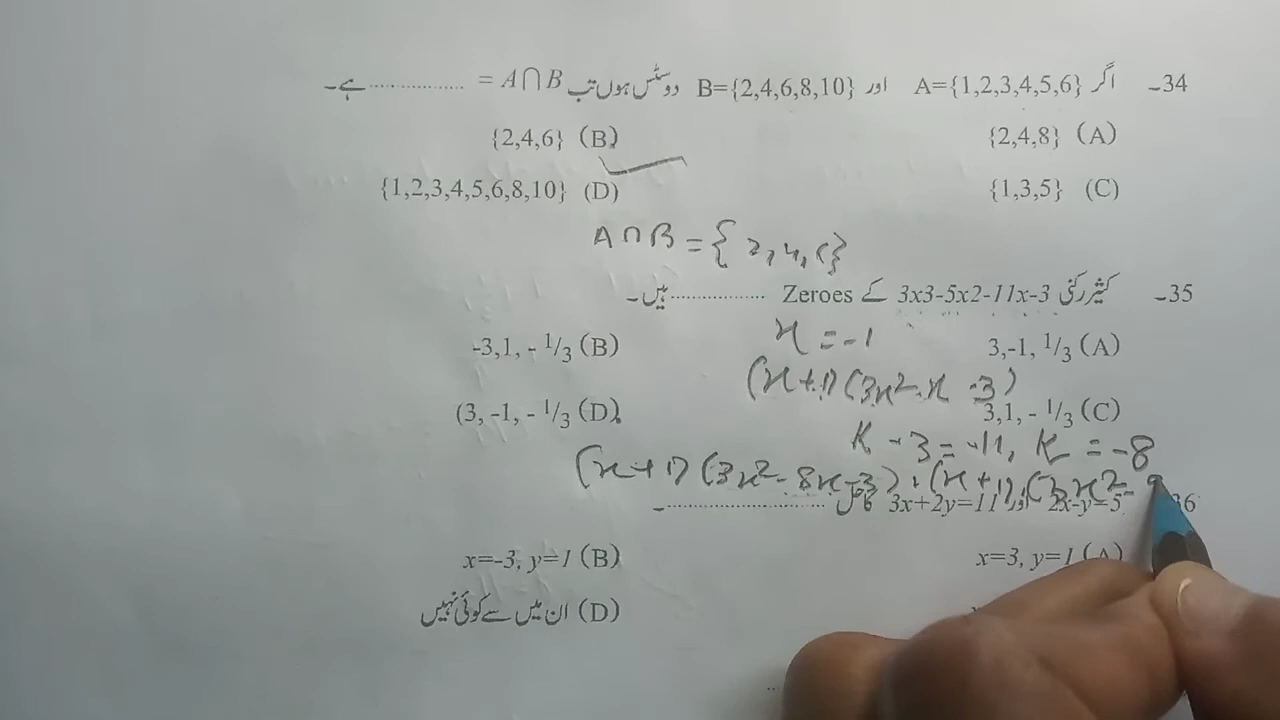 34۔ اگر A={1,2,3,4,5,6} اور B={2,4,6,8,10} دو سٹس ہوں تب A∩B = .................. ہے۔
(A) {2,4,8} (B) {2,4,6}
(C) {1,3,5} (D) {1,2,3,4,5,6,8,10}
A∩B = {2,4,6}
35۔ کثیر رکنی 3x3-5x2-11x-3 کے Zeroes .................. ہیں۔
x = -1
(A) 3,-1, 1/3 (B) -3,1, - 1/3
(x+1)(3x²-x -3)
(C) 3,1, - 1/3 (D) (3, -1, - 1/3
K-3=-11, K=-8
(x+1)(3x²-8x-3), (x+1)(3x²-
36 2x-y=5 اور 3x+2y=11 کا حل ..............................۔
(A) x=3, y=1 (B) x=-3, y=1
(D) ان میں سے کوئی نہیں